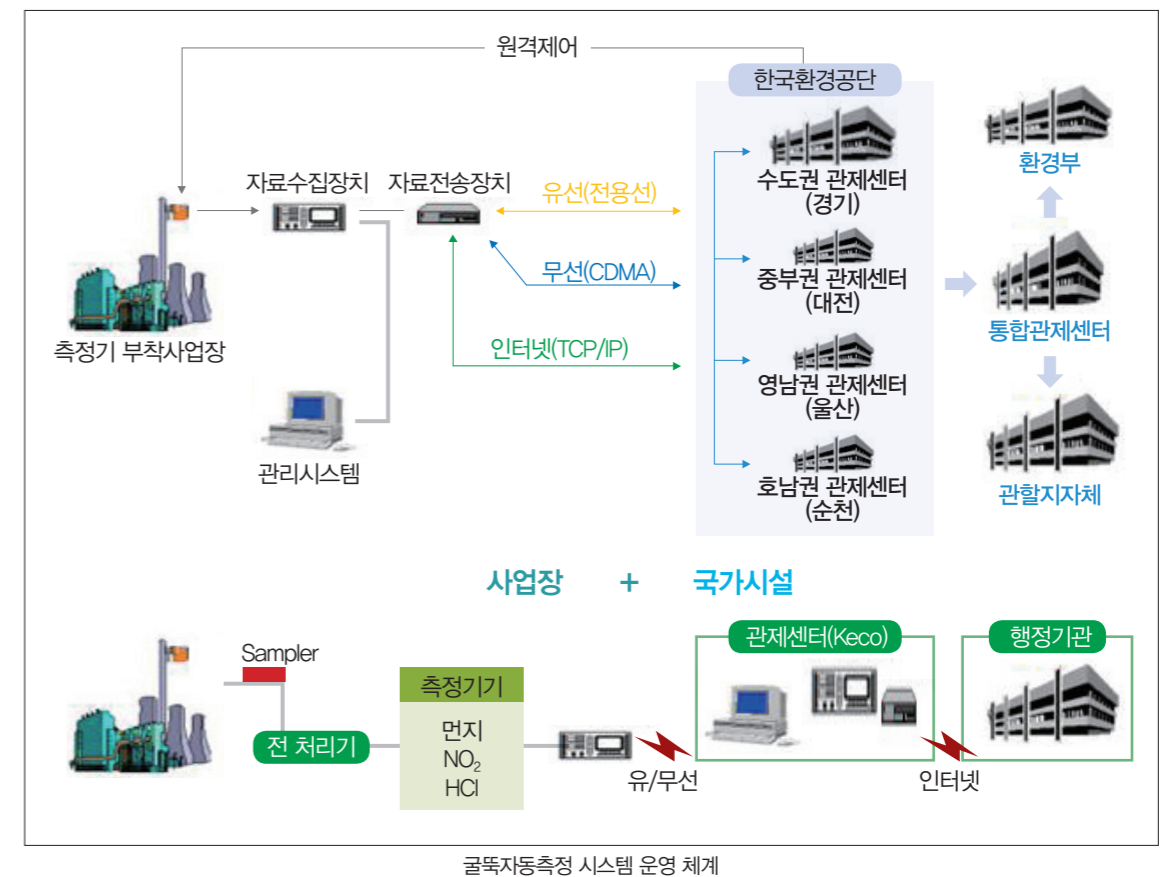 원격제어
한국환경공단
자료수집장치
자료전송장치
유선(전용선)
무선(CDMA)
인터넷(TCP/IP)
측정기 부착사업장
관리시스템
수도권 관제센터
(경기)
중부권 관제센터
(대전)
영남권 관제센터
(울산)
호남권 관제센터
(순천)
환경부
통합관제센터
관할지자체
사업장 + 국가시설
Sampler
전 처리기
측정기기
먼지
NO₂
HCl
유/무선
관제센터(Keco)
인터넷
행정기관
굴뚝자동측정 시스템 운영 체계